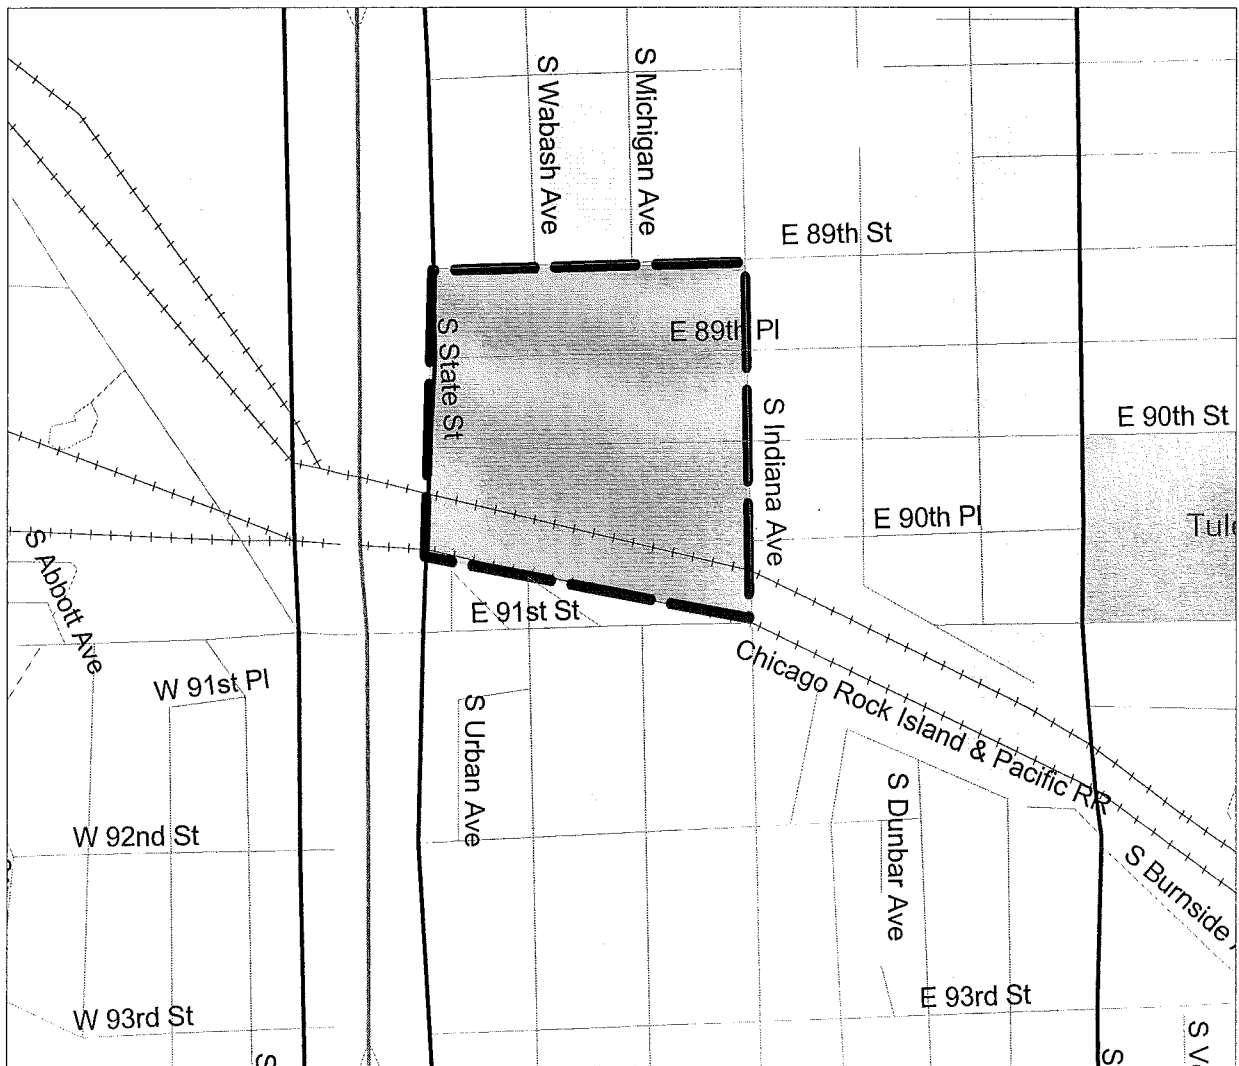 S Wabash Ave
S Michigan Ave
E 89th St
S State St
E 89th Pl
S Indiana Ave
E 90th St
E 90th Pl
Tul
S Abbott Ave
E 91st St
W 91st Pl
Chicago Rock Island & Pacific RR
S Urban Ave
S Dunbar Ave
W 92nd St
S Burnside
E 93rd St
W 93rd St
S
S
S V